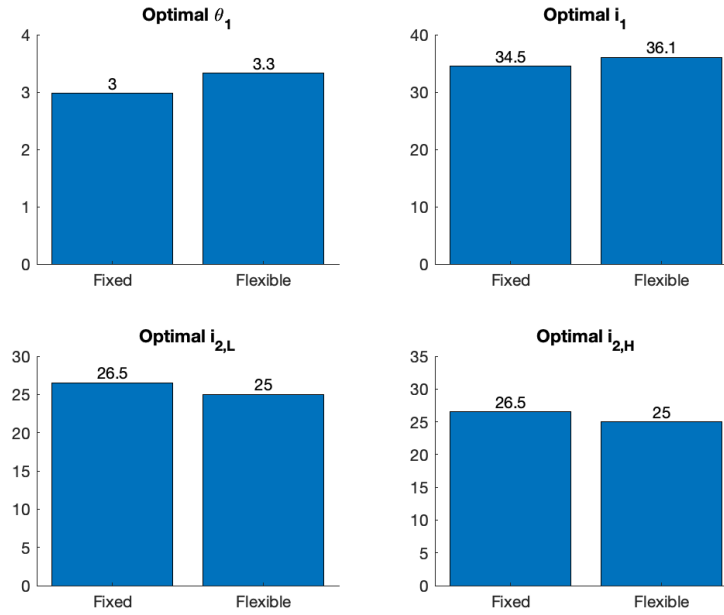 Optimal θ1
4
3
2
1
0
3
3.3
Fixed
Flexible
Optimal i1
40
30
20
10
0
34.5
36.1
Fixed
Flexible
Optimal i2,L
30
25
20
15
10
5
0
26.5
25
Fixed
Flexible
Optimal i2,H
35
30
25
20
15
10
5
0
26.5
25
Fixed
Flexible